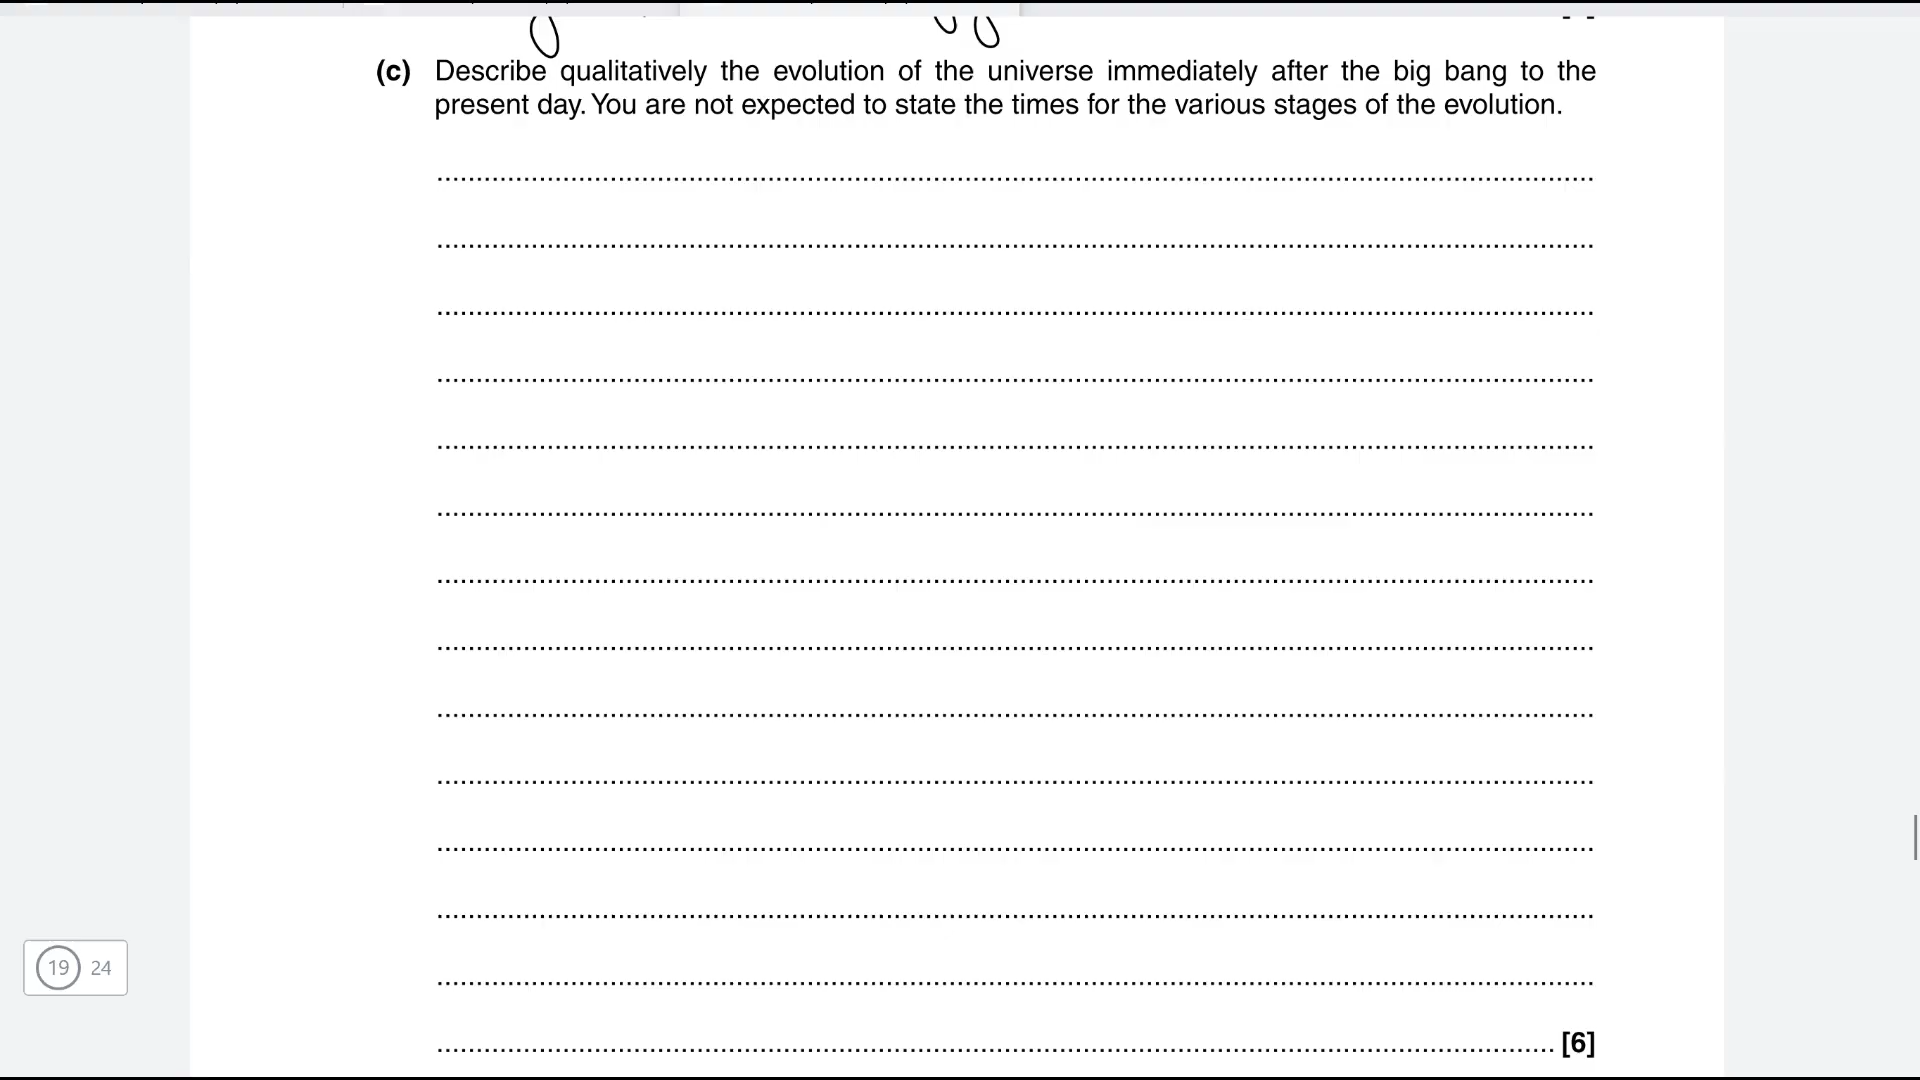 (c) Describe qualitatively the evolution of the universe immediately after the big bang to the
present day. You are not expected to state the times for the various stages of the evolution.
[6]
19 24